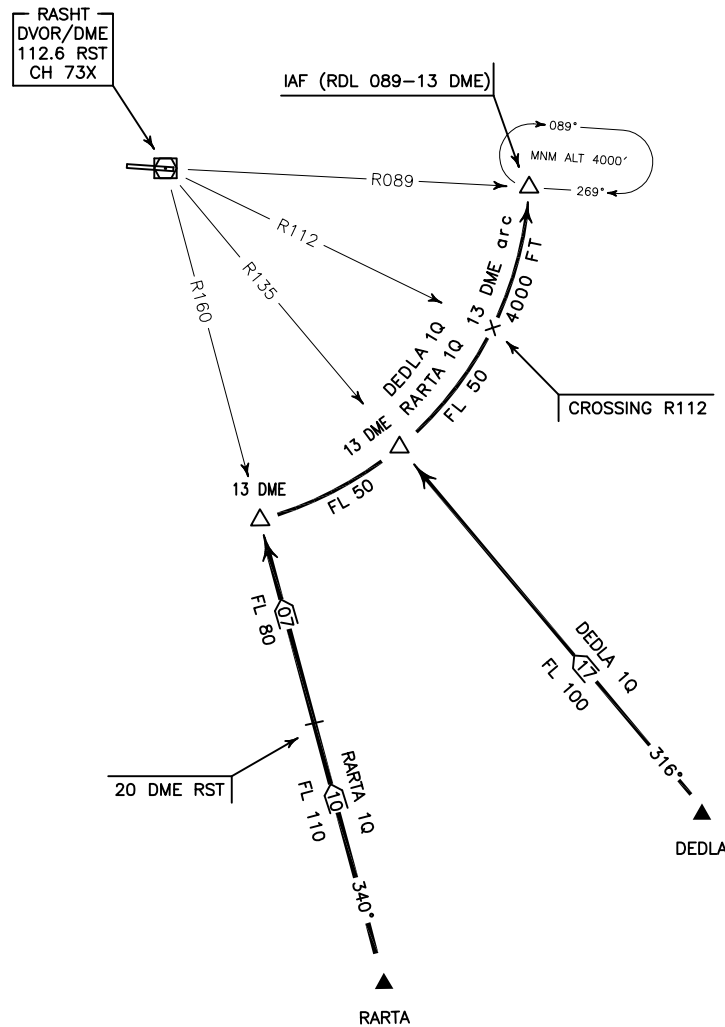 RASHT
DVOR/DME
112.6 RST
CH 73X
IAF (RDL 089-13 DME)
089°
MNM ALT 4000'
269°
R089
R112
R135
R160
13 DME arc
4000 FT
DEDLA 1Q
13 DME RARTA 1Q
FL 50
CROSSING R112
13 DME
FL 50
07
FL 80
DEDLA 1Q
17
FL 100
316°
DEDLA
20 DME RST
RARTA 1Q
10
FL 110
340°
RARTA